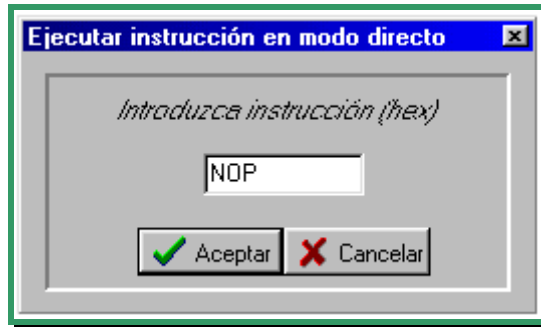 Ejecutar instrucción en modo directo
Introduzca instrucción (hex)
NOP
Aceptar Cancelar